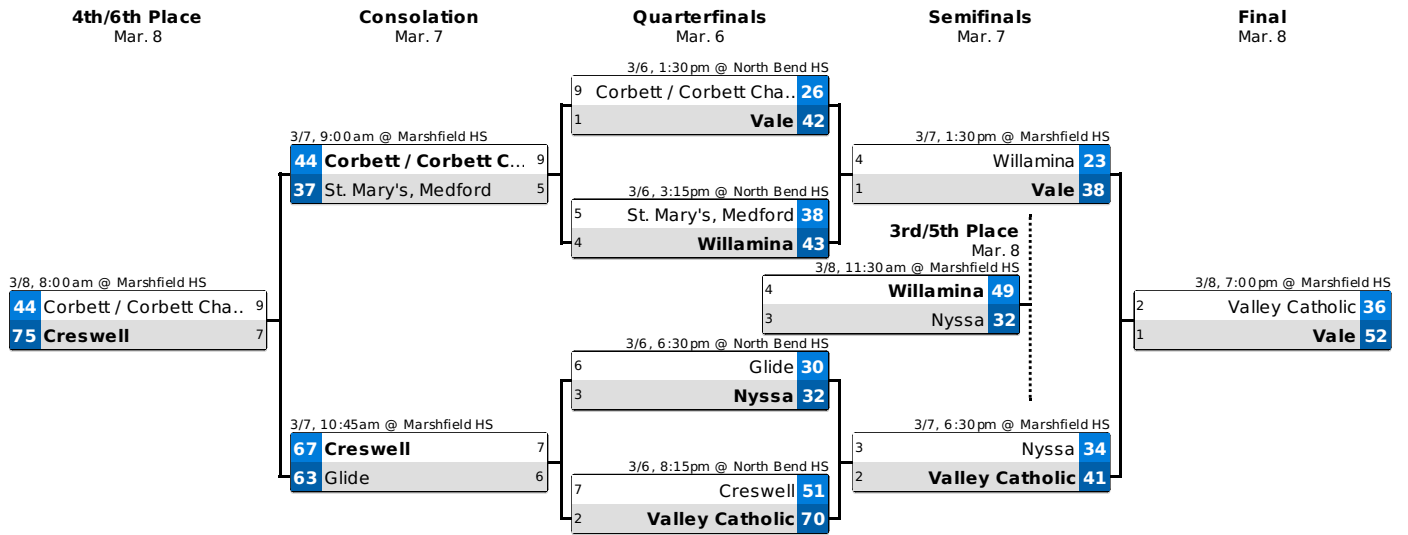 4th/6th Place
Mar. 8
Consolation
Mar. 7
Quarterfinals
Mar. 6
Semifinals
Mar. 7
Final
Mar. 8
3/8, 8:00am @ Marshfield HS
44 Corbett / Corbett Cha.. 9
75 Creswell 7
3/7, 9:00am @ Marshfield HS
44 Corbett / Corbett C... 9
37 St. Mary's, Medford 5
3/7, 10:45am @ Marshfield HS
67 Creswell 7
63 Glide 6
3/6, 1:30pm @ North Bend HS
9 Corbett / Corbett Cha.. 26
1 Vale 42
3/6, 3:15pm @ North Bend HS
5 St. Mary's, Medford 38
4 Willamina 43
3/6, 6:30pm @ North Bend HS
6 Glide 30
3 Nyssa 32
3/6, 8:15pm @ North Bend HS
7 Creswell 51
2 Valley Catholic 70
3/7, 1:30pm @ Marshfield HS
4 Willamina 23
1 Vale 38
3rd/5th Place
Mar. 8
3/8, 11:30am @ Marshfield HS
4 Willamina 49
3 Nyssa 32
3/7, 6:30pm @ Marshfield HS
3 Nyssa 34
2 Valley Catholic 41
3/8, 7:00pm @ Marshfield HS
2 Valley Catholic 36
1 Vale 52